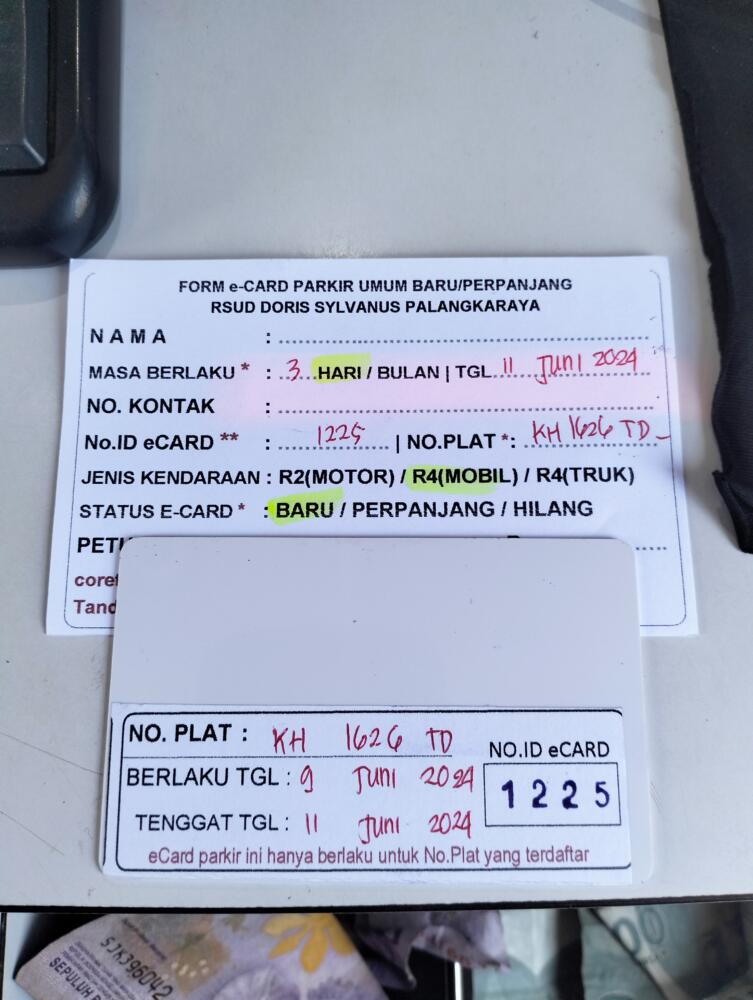 FORM e-CARD PARKIR UMUM BARU/PERPANJANG
RSUD DORIS SYLVANUS PALANGKARAYA
NAMA :
MASA BERLAKU * : 3 HARI / BULAN | TGL 11 JUNI 2024
NO. KONTAK :
No.ID eCARD ** : 1225 | NO.PLAT *: KH 1626 TD
JENIS KENDARAAN : R2(MOTOR) / R4(MOBIL) / R4(TRUK)
STATUS E-CARD * : BARU / PERPANJANG / HILANG
NO. PLAT : KH 1626 TD
BERLAKU TGL : 9 JUNI 2024
TENGGAT TGL : 11 JUNI 2024
NO.ID eCARD
1225
eCard parkir ini hanya berlaku untuk No.Plat yang terdaftar
SJK396042
SEPULUH